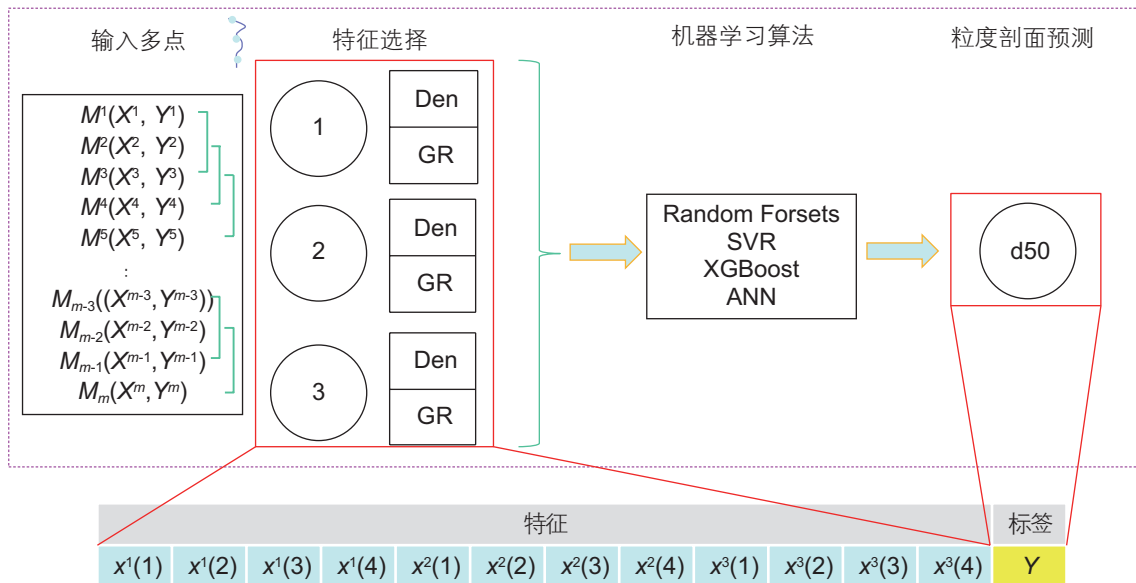 输入多点
特征选择
机器学习算法
粒度剖面预测
M¹(X¹, Y¹)
M²(X², Y²)
M³(X³, Y³)
M⁴(X⁴, Y⁴)
M⁵(X⁵, Y⁵)
:
Mₘ₋₃((Xᵐ⁻³,Yᵐ⁻³))
Mₘ₋₂(Xᵐ⁻²,Yᵐ⁻²)
Mₘ₋₁(Xᵐ⁻¹,Yᵐ⁻¹)
Mₘ(Xᵐ,Yᵐ)
1
Den
GR
2
Den
GR
3
Den
GR
Random Forsets
SVR
XGBoost
ANN
d50
特征
标签
x¹(1) x¹(2) x¹(3) x¹(4) x²(1) x²(2) x²(3) x²(4) x³(1) x³(2) x³(3) x³(4) Y